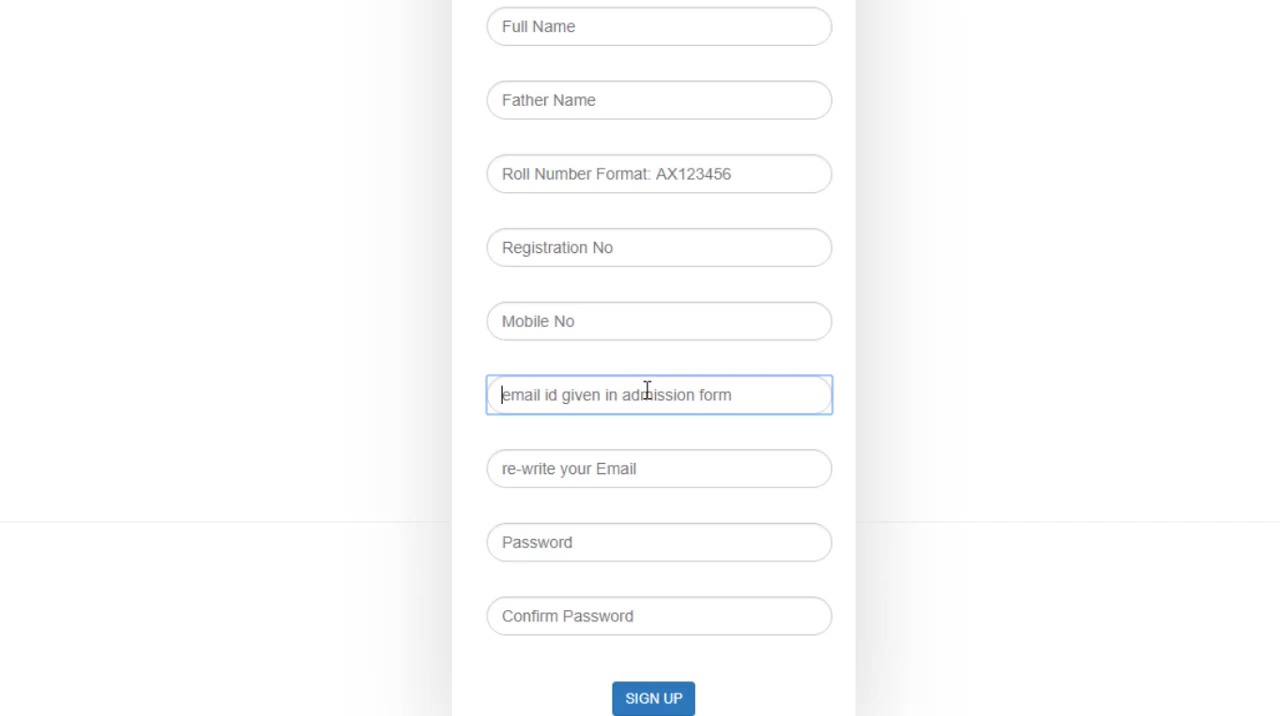 Full Name
Father Name
Roll Number Format: AX123456
Registration No
Mobile No
email id given in admission form
re-write your Email
Password
Confirm Password
SIGN UP